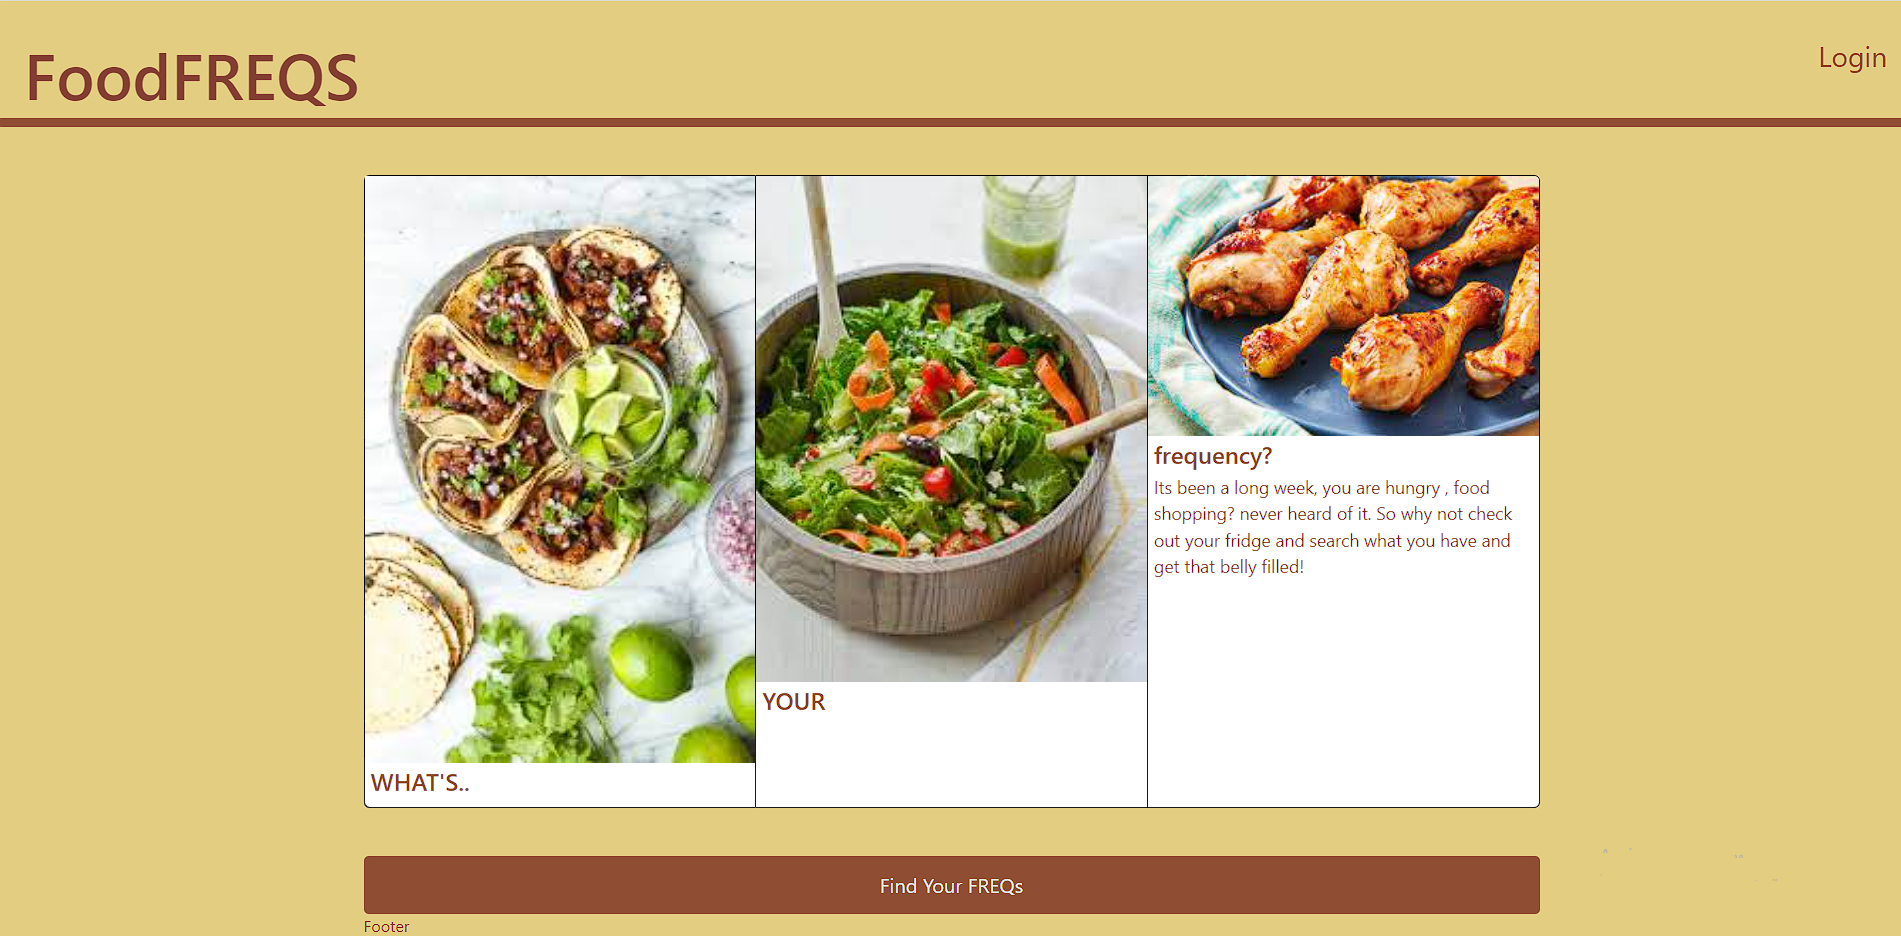 FoodFREQS
Login
WHAT'S..
YOUR
frequency?
Its been a long week, you are hungry , food
shopping? never heard of it. So why not check
out your fridge and search what you have and
get that belly filled!
Find Your FREQs
Footer